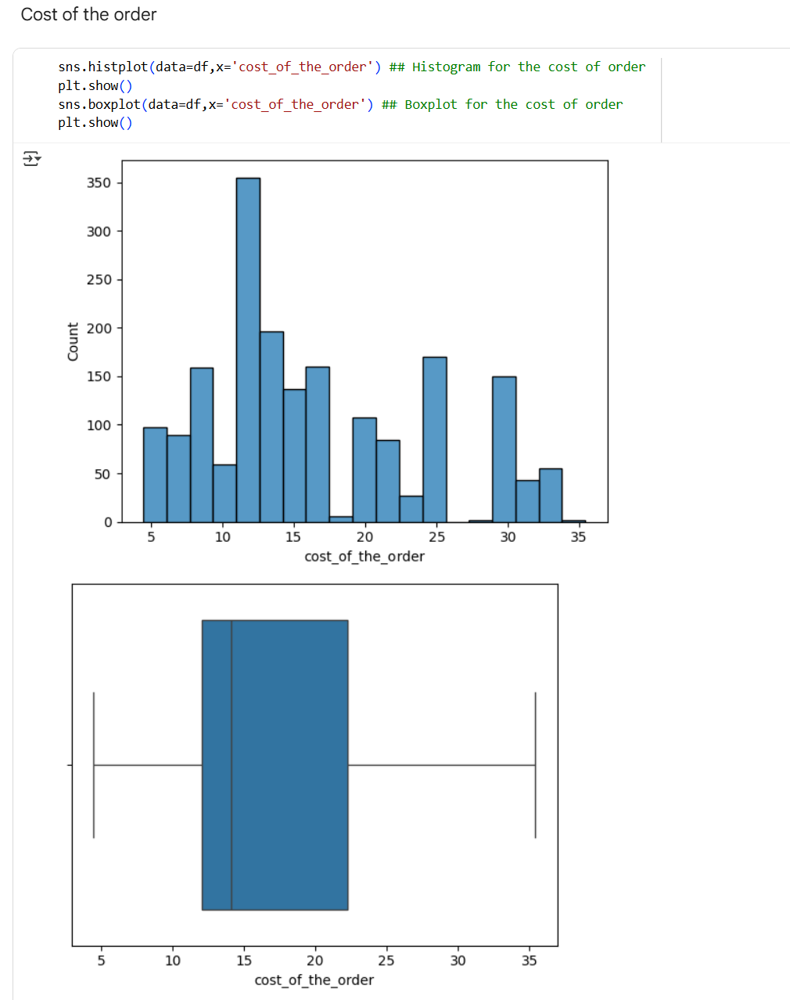 Cost of the order
sns.histplot(data=df,x='cost_of_the_order') ## Histogram for the cost of order
plt.show()
sns.boxplot(data=df,x='cost_of_the_order') ## Boxplot for the cost of order
plt.show()
350
300
250
200
150
100
50
0
Count
5 10 15 20 25 30 35
cost_of_the_order
5 10 15 20 25 30 35
cost_of_the_order